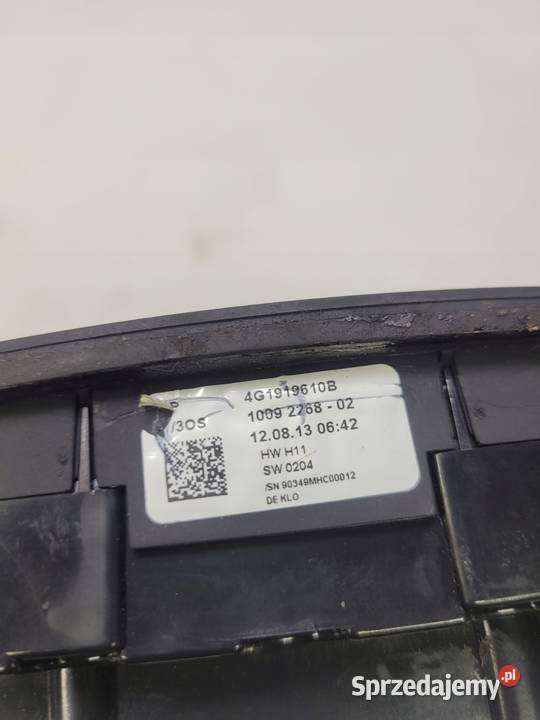 4G1919610B
1009 2268 - 02
/3OS
12.08.13 06:42
HW H11
SW 0204
/SN 90349MHC00012
DE KLO
Sprzedajemy.pl